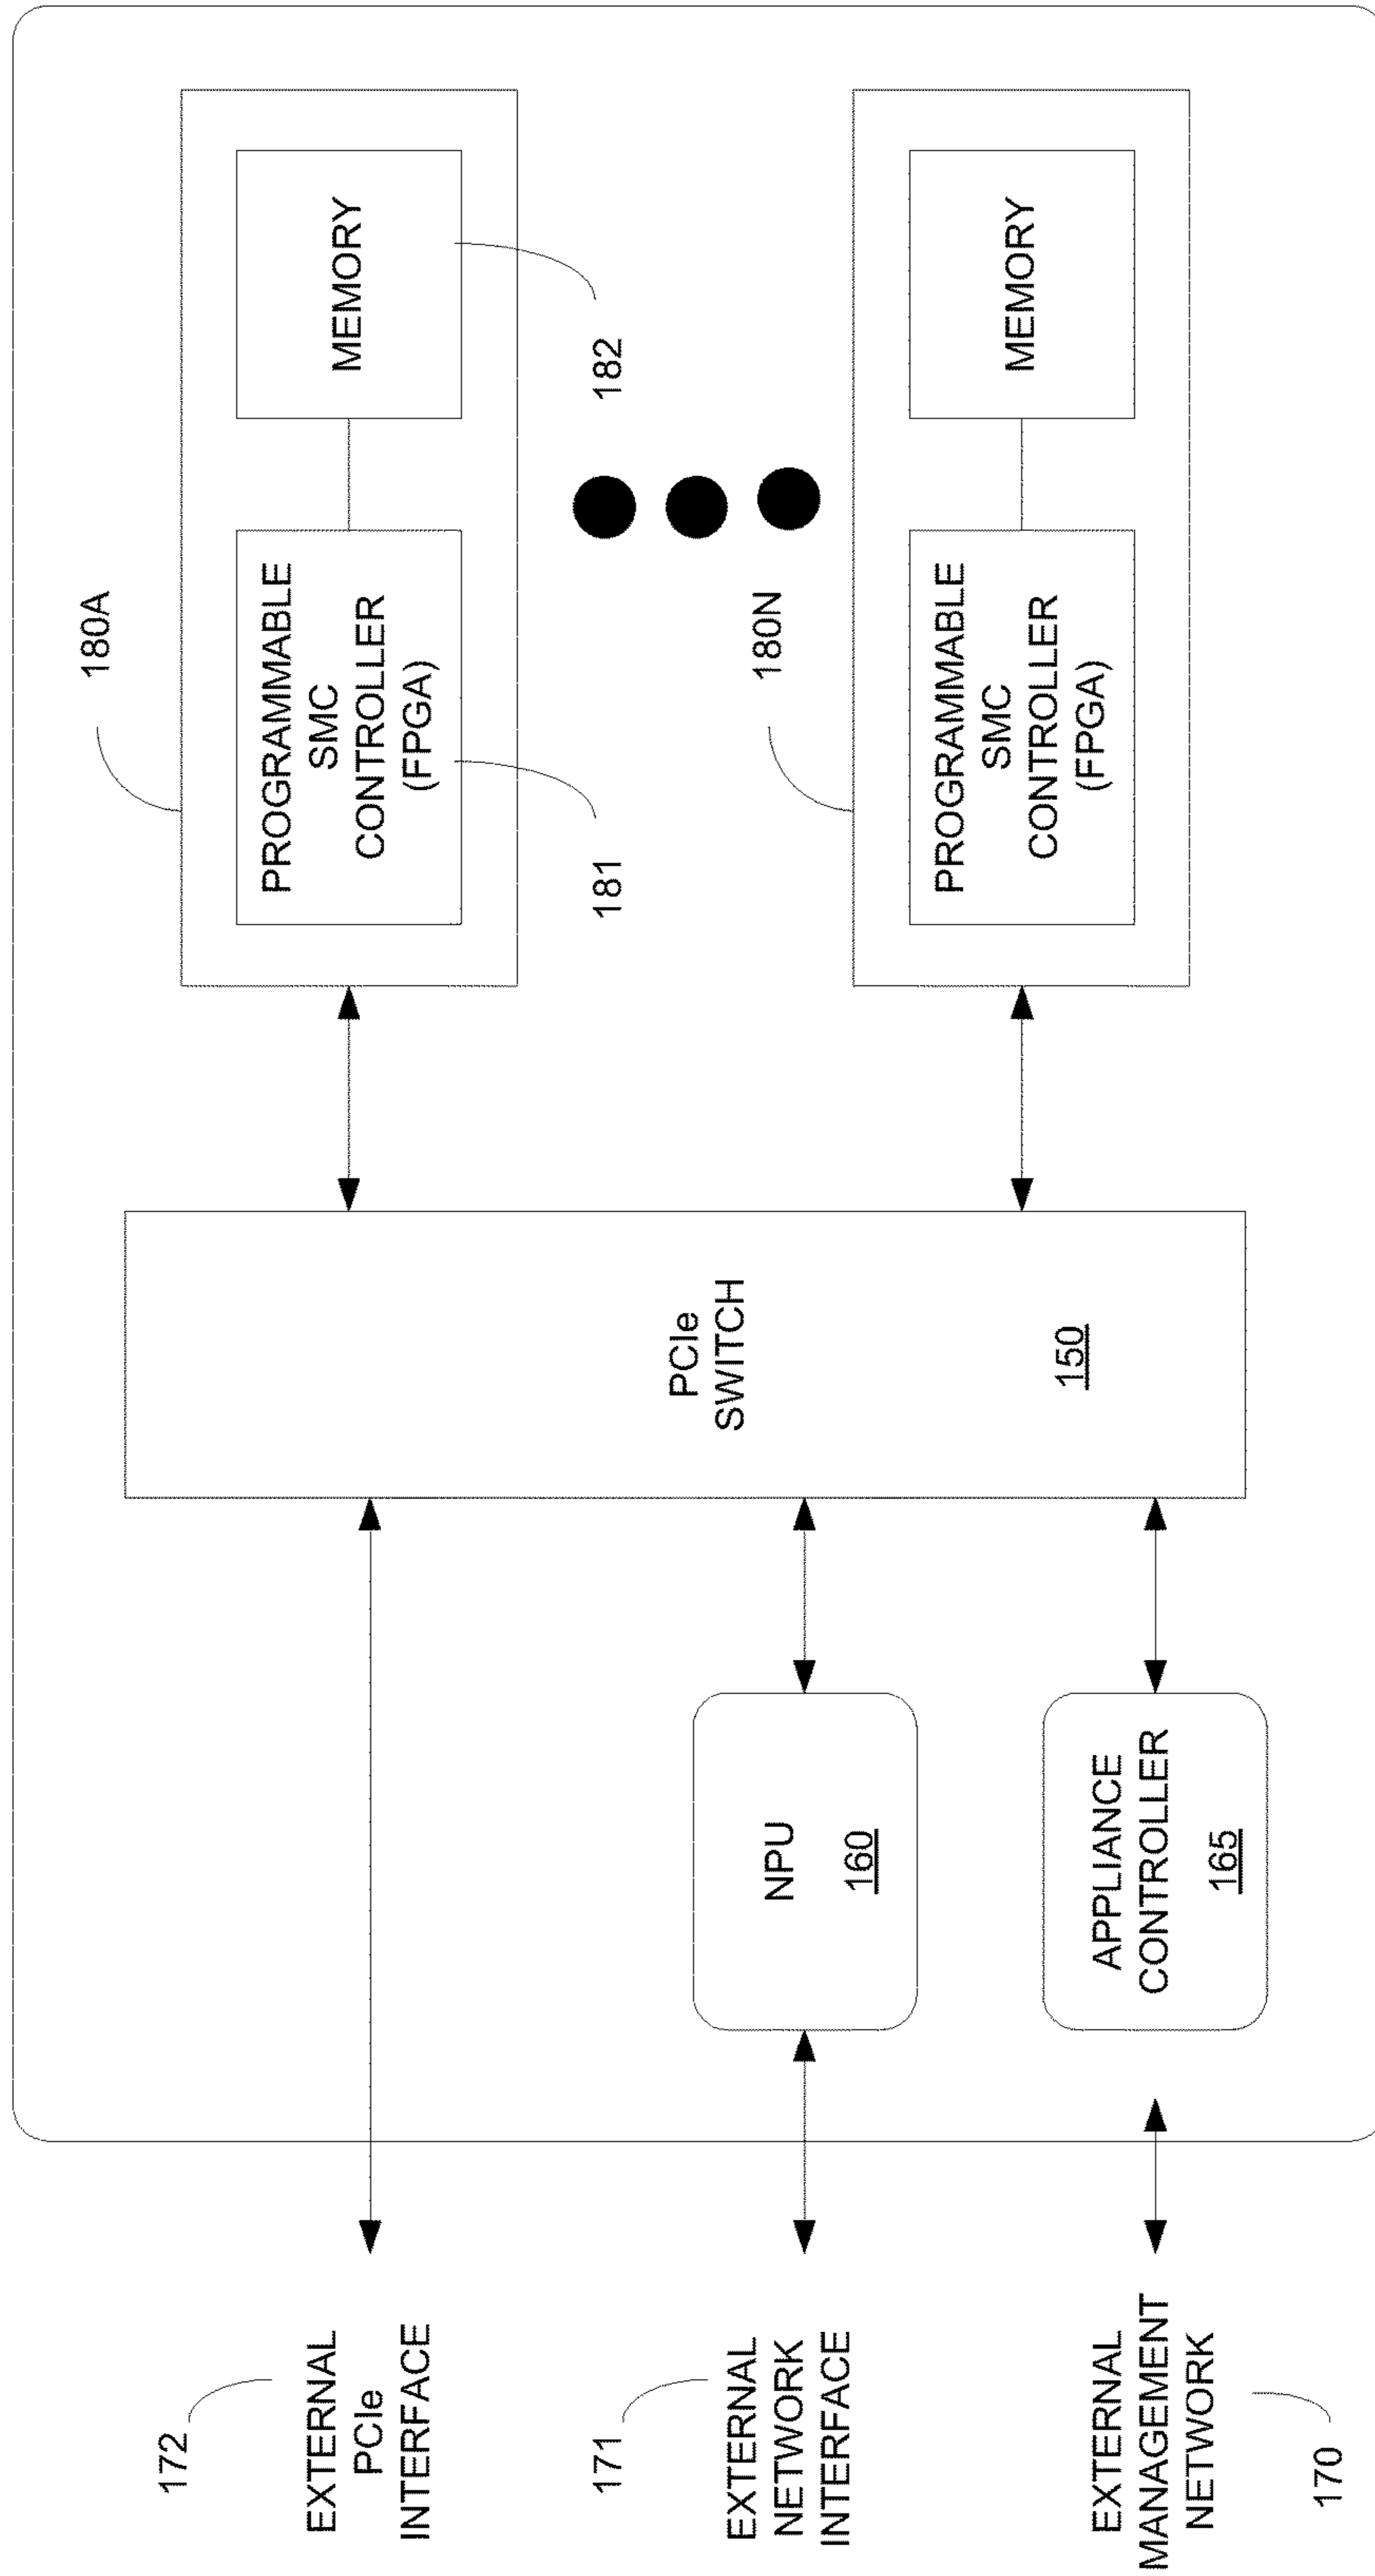 172
EXTERNAL
PCIe
INTERFACE
171
EXTERNAL
NETWORK
INTERFACE
EXTERNAL
MANAGEMENT
NETWORK
170
NPU
160
APPLIANCE
CONTROLLER
165
PCIe
SWITCH
150
180A
PROGRAMMABLE
SMC
CONTROLLER
(FPGA)
181
MEMORY
182
180N
PROGRAMMABLE
SMC
CONTROLLER
(FPGA)
MEMORY